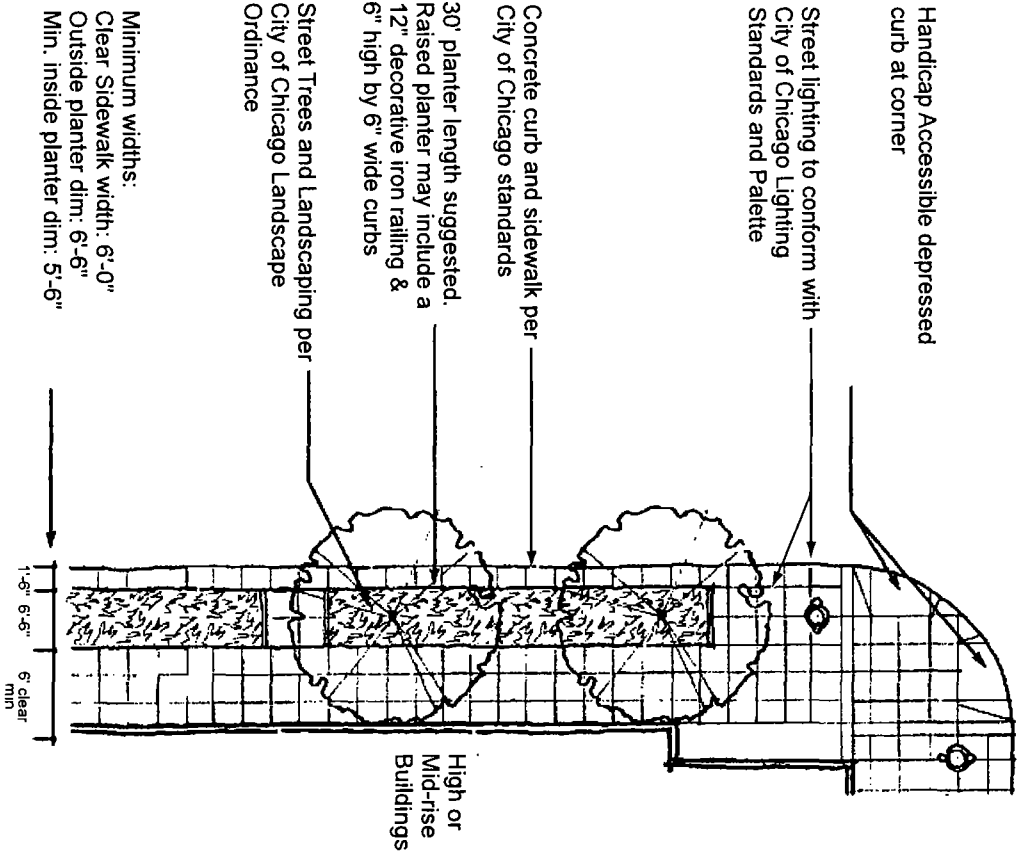 Handicap Accessible depressed
curb at corner
Street lighting to conform with
City of Chicago Lighting
Standards and Palette
Concrete curb and sidewalk per
City of Chicago standards
30' planter length suggested.
Raised planter may include a
12" decorative iron railing &
6" high by 6" wide curbs
Street Trees and Landscaping per
City of Chicago Landscape
Ordinance
Minimum widths:
Clear Sidewalk width: 6'-0"
Outside planter dim: 6'-6"
Min. inside planter dim: 5'-6"
1'-6" 6'-6" 6' clear
min
High or
Mid-rise
Buildings